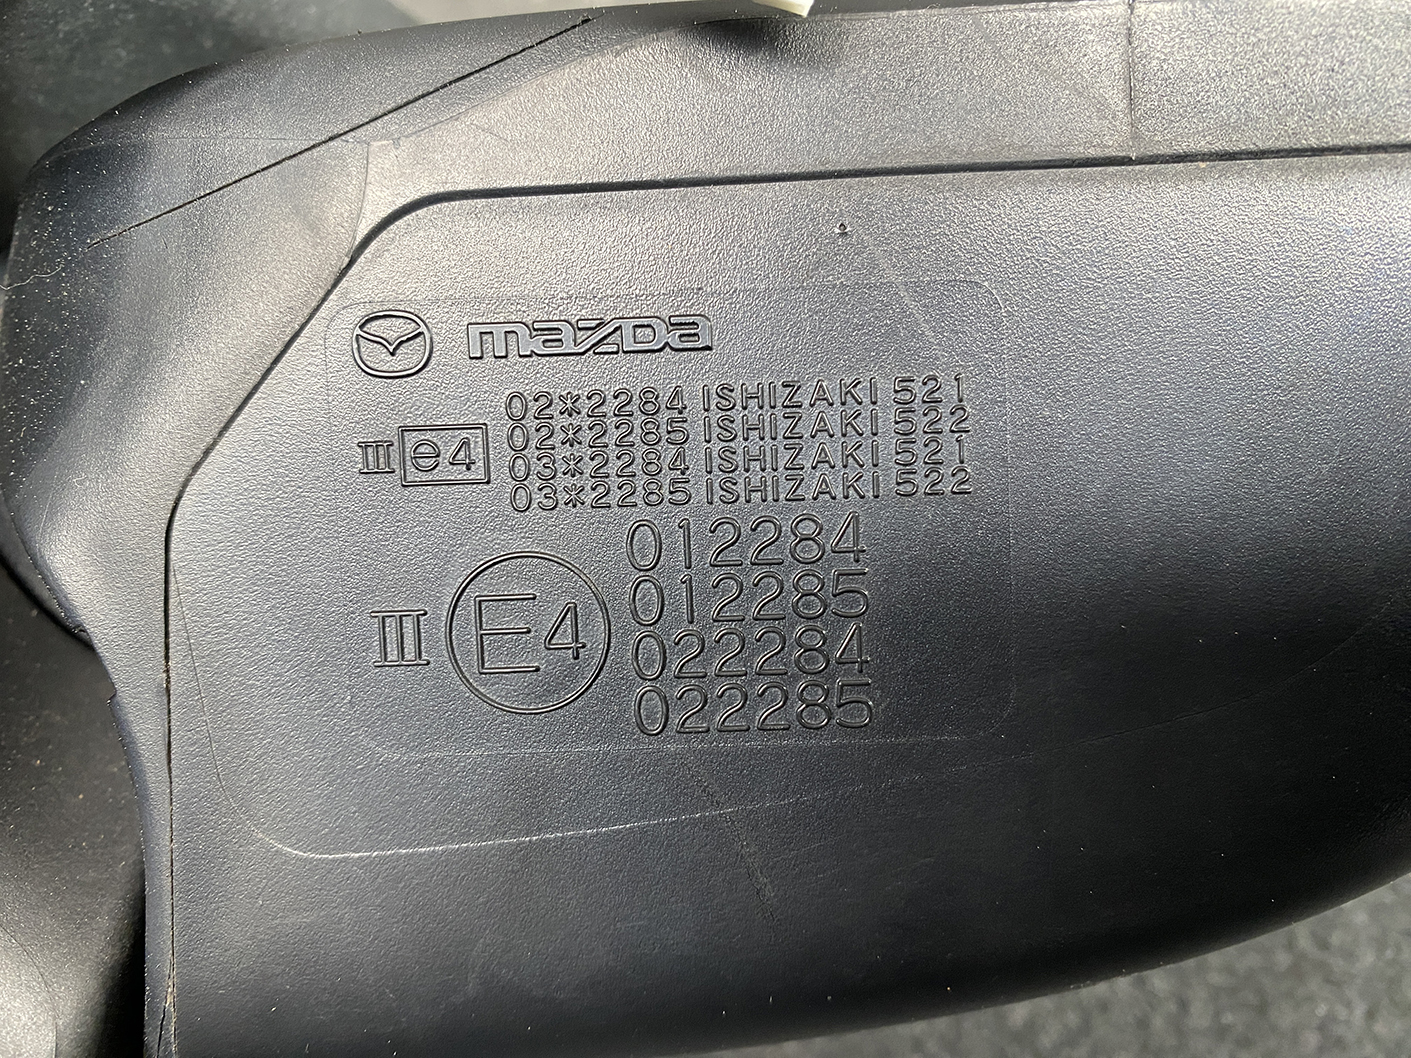 mazda
02*2284 ISHIZAKI 521
02*2285 ISHIZAKI 522
III e4
03*2284 ISHIZAKI 521
03*2285 ISHIZAKI 522
012284
012285
III E4
022284
022285